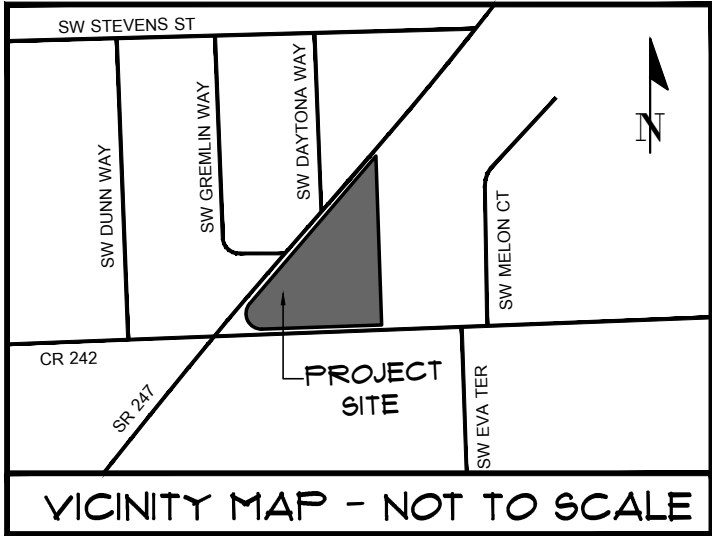 SW STEVENS ST
SW DUNN WAY
SW GREMLIN WAY
SW DAYTONA WAY
N
SW MELON CT
CR 242
SR 247
PROJECT
SITE
SW EVA TER
VICINITY MAP - NOT TO SCALE